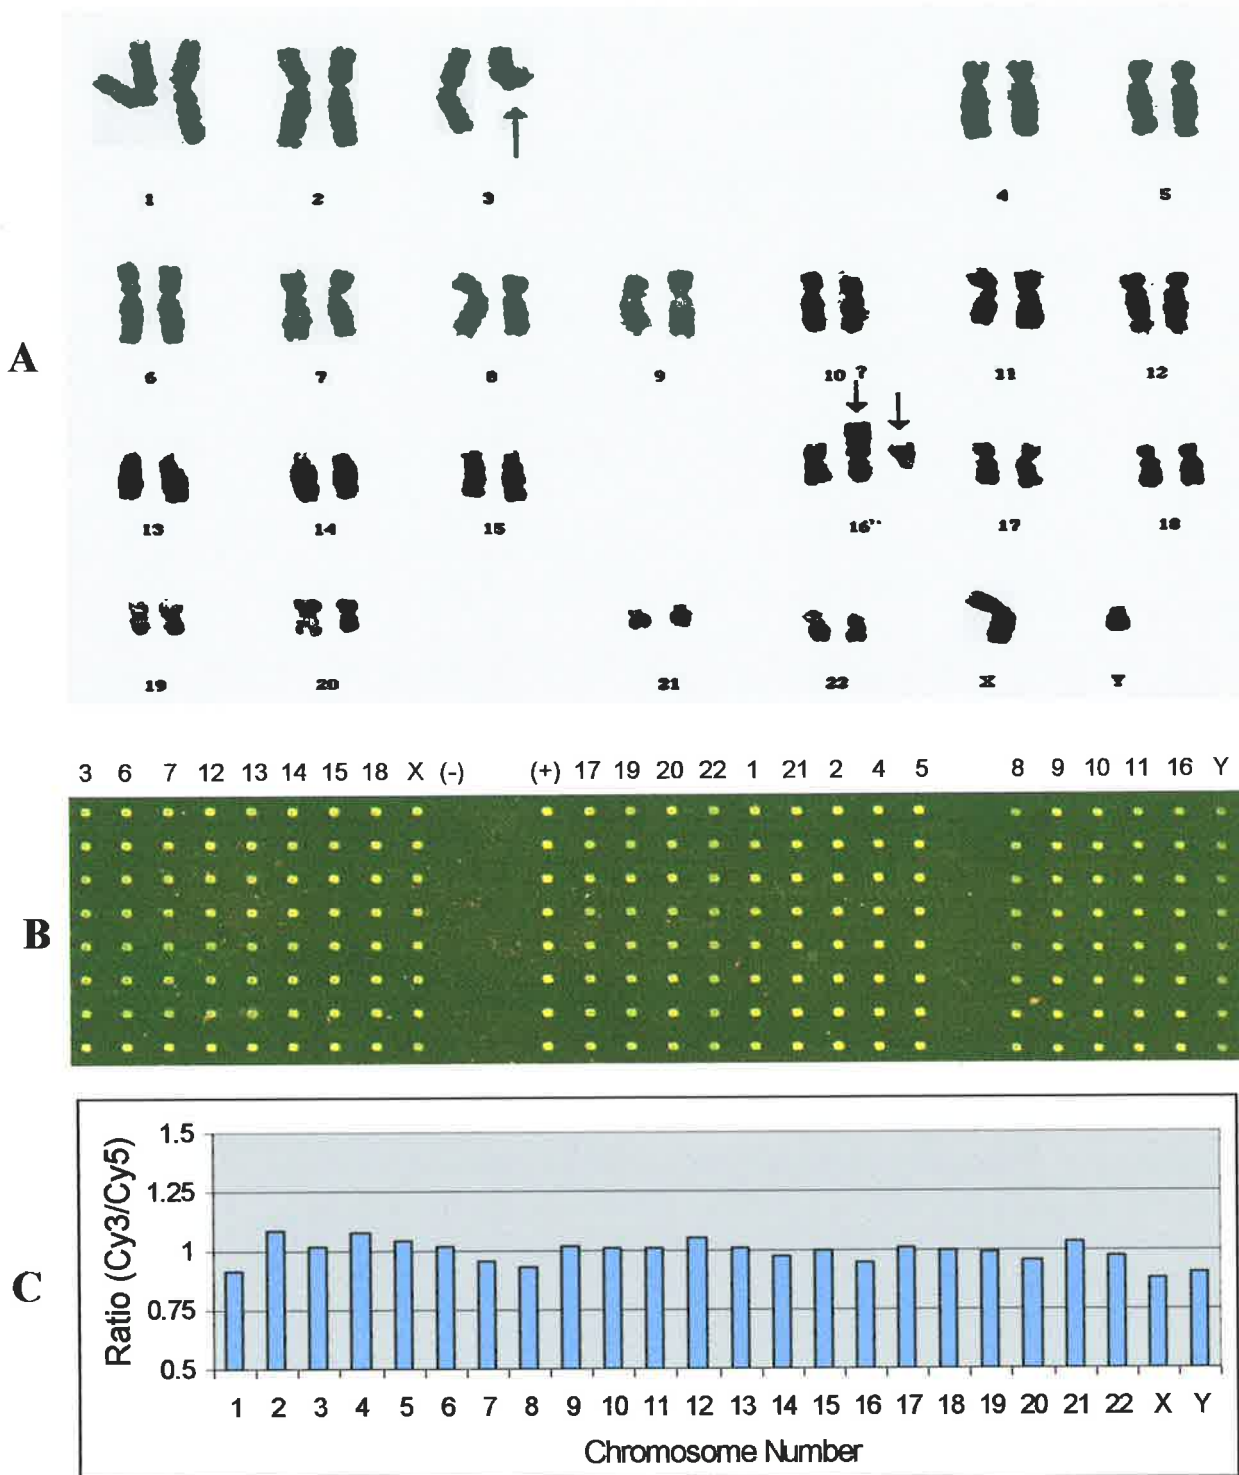 1 2 3 4 5
A
6 7 8 9 10 ? 11 12
13 14 15 16 17 18
19 20 21 22 X Y
3 6 7 12 13 14 15 18 X (-) (+) 17 19 20 22 1 21 2 4 5 8 9 10 11 16 Y
B
C
Ratio (Cy3/Cy5)
1.5
1.25
1
0.75
0.5
1 2 3 4 5 6 7 8 9 10 11 12 13 14 15 16 17 18 19 20 21 22 X Y
Chromosome Number